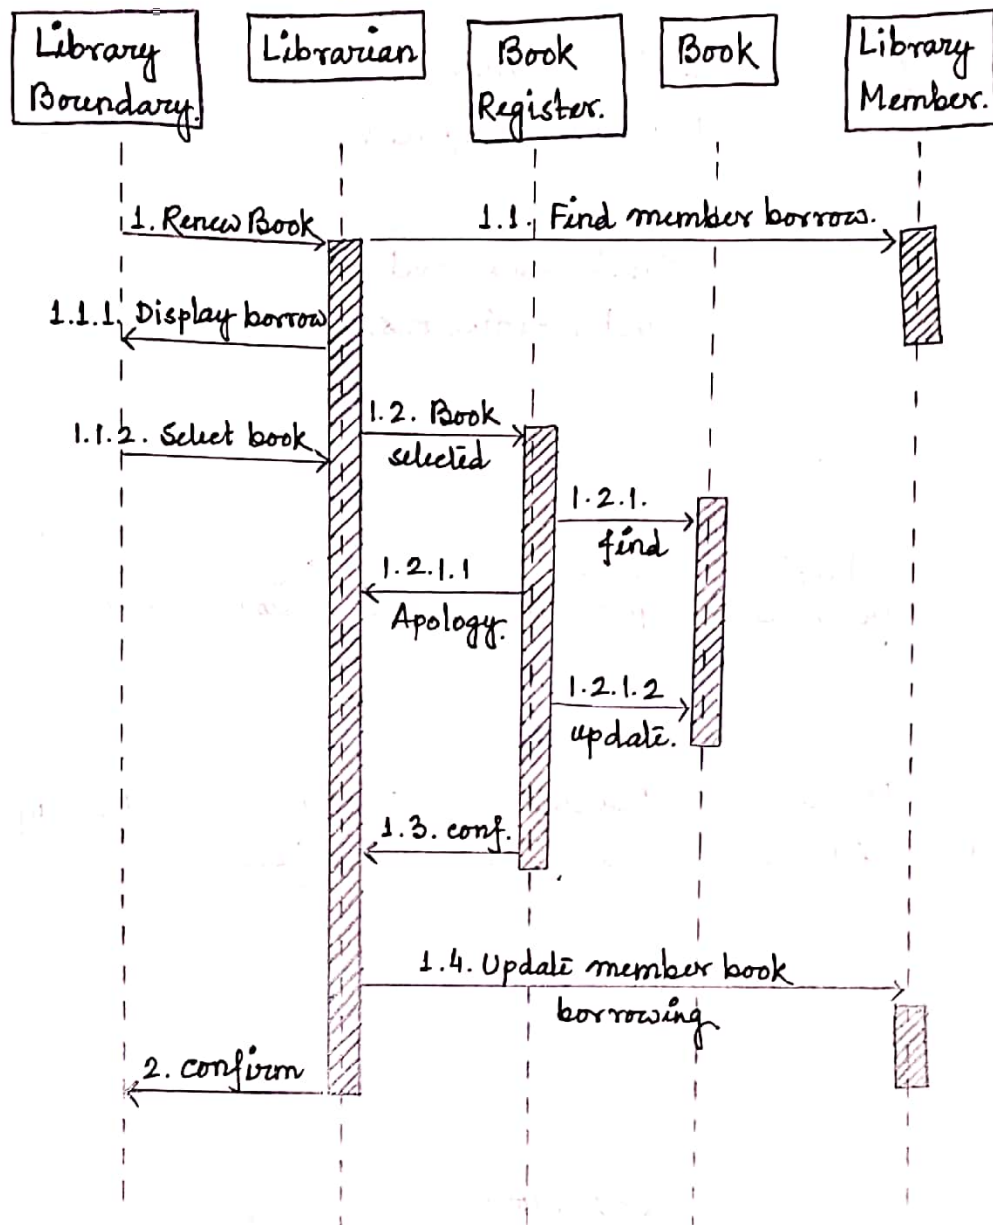 Library
Boundary.
Librarian
Book
Register.
Book
Library
Member.
1. Renew Book
1.1. Find member borrow.
1.1.1. Display borrow
1.2. Book
selected
1.1.2. Select book
1.2.1.
find
1.2.1.1
Apology.
1.2.1.2
update.
1.3. conf.
1.4. Update member book
borrowing
2. confirm